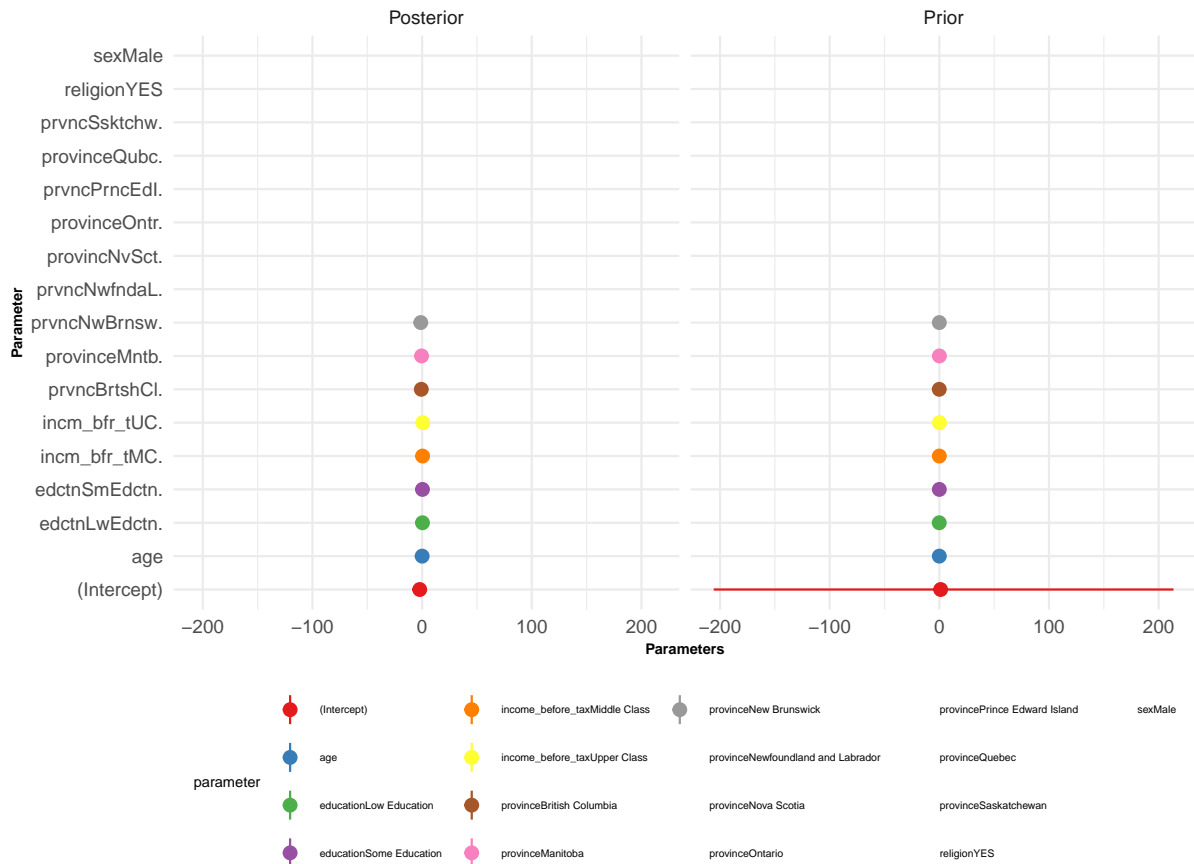 Posterior
Prior
sexMale
religionYES
prvncSsktchw.
provinceQubc.
prvncPrncEdI.
provinceOntr.
provincNvSct.
prvncNwfndaL.
prvncNwBrnsw.
provinceMntb.
prvncBrtshCl.
incm_bfr_tUC.
incm_bfr_tMC.
edctnSmEdctn.
edctnLwEdctn.
age
(Intercept)
Parameter
−200 −100 0 100 200 −200 −100 0 100 200
Parameters
parameter
(Intercept)
age
educationLow Education
educationSome Education
income_before_taxMiddle Class
income_before_taxUpper Class
provinceBritish Columbia
provinceManitoba
provinceNew Brunswick
provinceNewfoundland and Labrador
provinceNova Scotia
provinceOntario
provincePrince Edward Island
provinceQuebec
provinceSaskatchewan
religionYES
sexMale